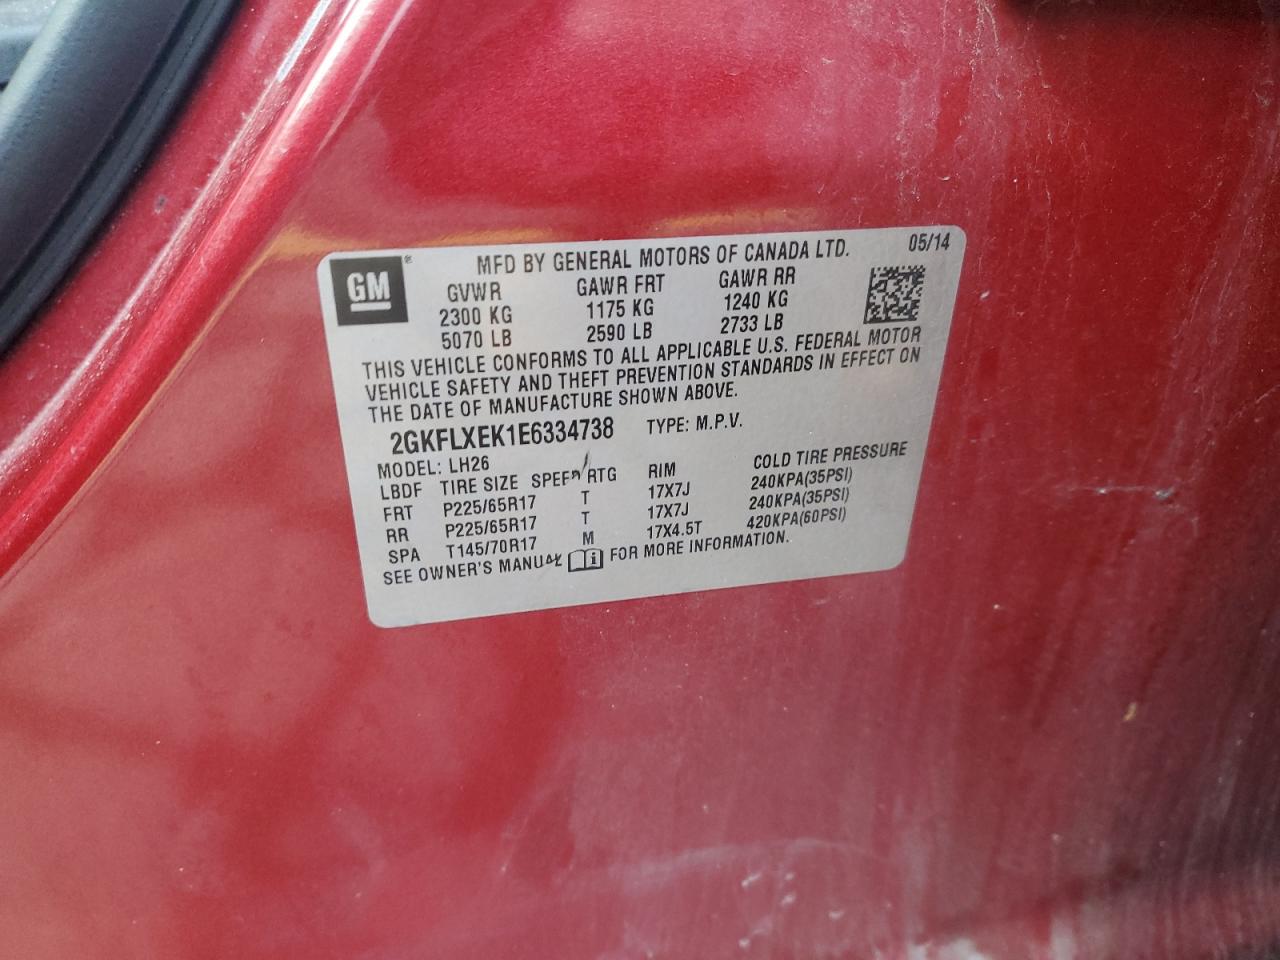 GM ®
MFD BY GENERAL MOTORS OF CANADA LTD. 05/14
GVWR GAWR FRT GAWR RR
2300 KG 1175 KG 1240 KG
5070 LB 2590 LB 2733 LB
THIS VEHICLE CONFORMS TO ALL APPLICABLE U.S. FEDERAL MOTOR
VEHICLE SAFETY AND THEFT PREVENTION STANDARDS IN EFFECT ON
THE DATE OF MANUFACTURE SHOWN ABOVE.
2GKFLXEK1E6334738 TYPE: M.P.V.
MODEL: LH26
LBDF TIRE SIZE SPEED RTG RIM COLD TIRE PRESSURE
FRT P225/65R17 T 17X7J 240KPA(35PSI)
RR P225/65R17 T 17X7J 240KPA(35PSI)
SPA T145/70R17 M 17X4.5T 420KPA(60PSI)
SEE OWNER'S MANUAL i FOR MORE INFORMATION.